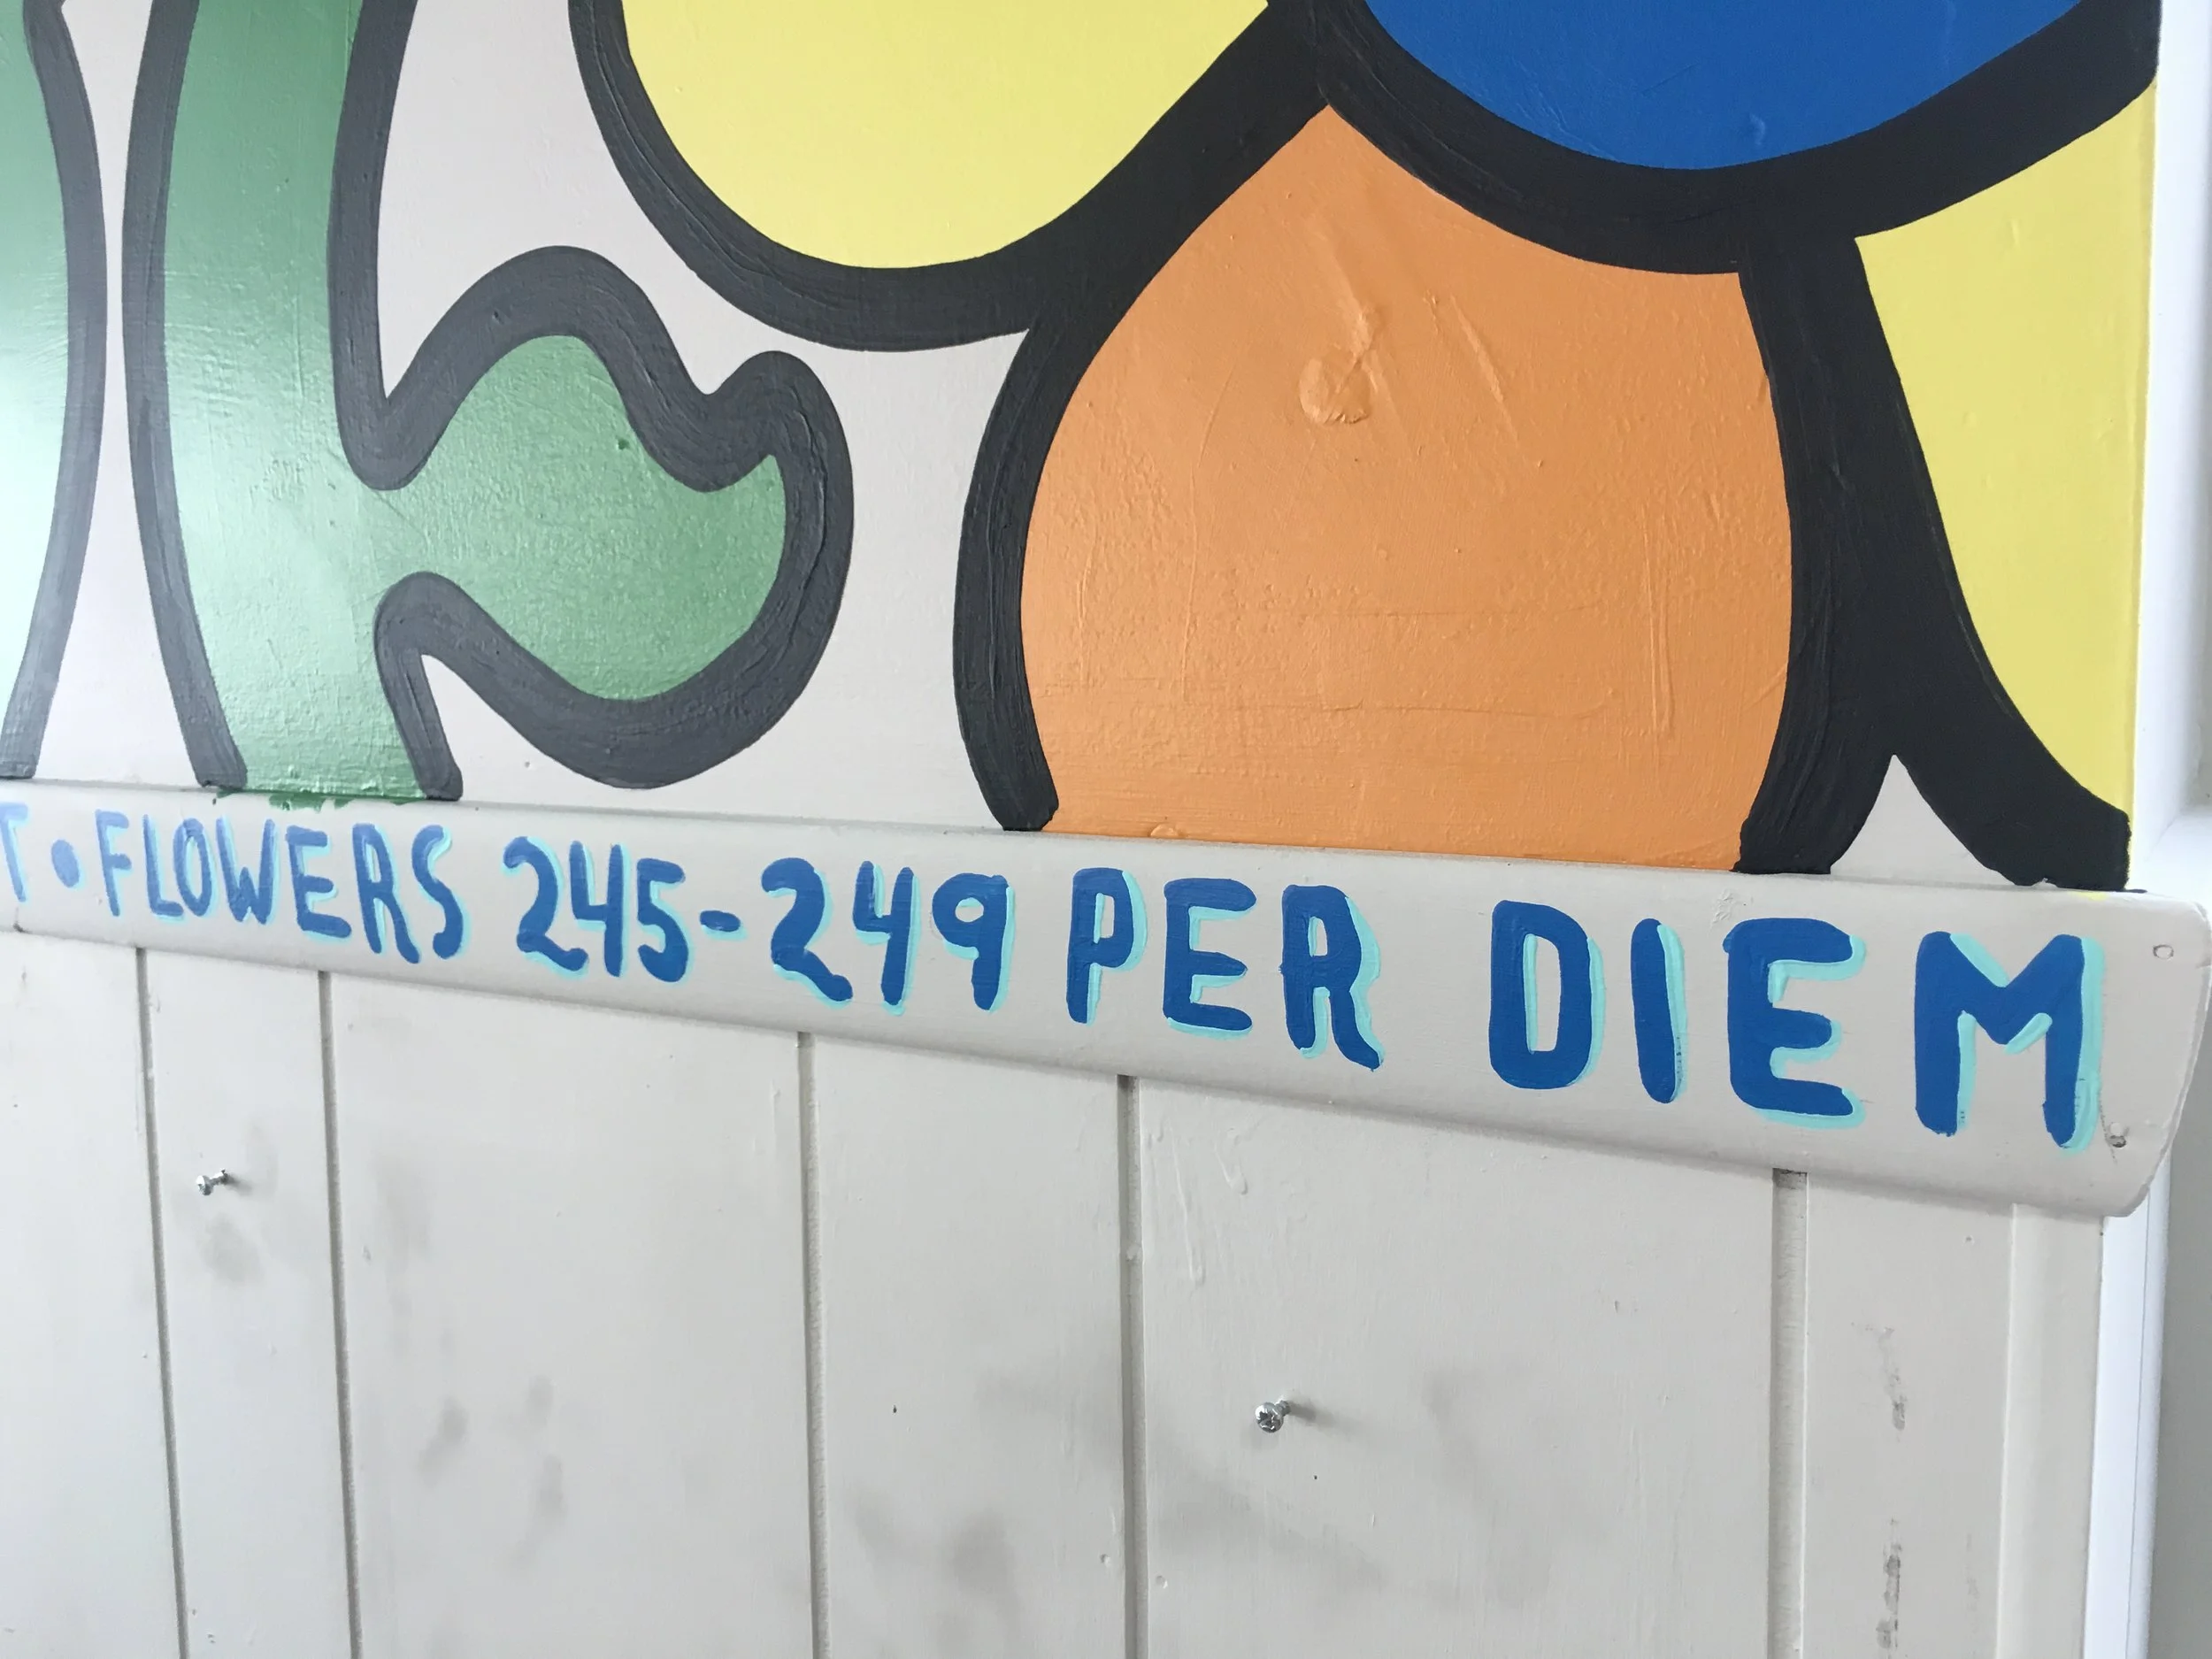 T • FLOWERS 245-249 PER DIEM